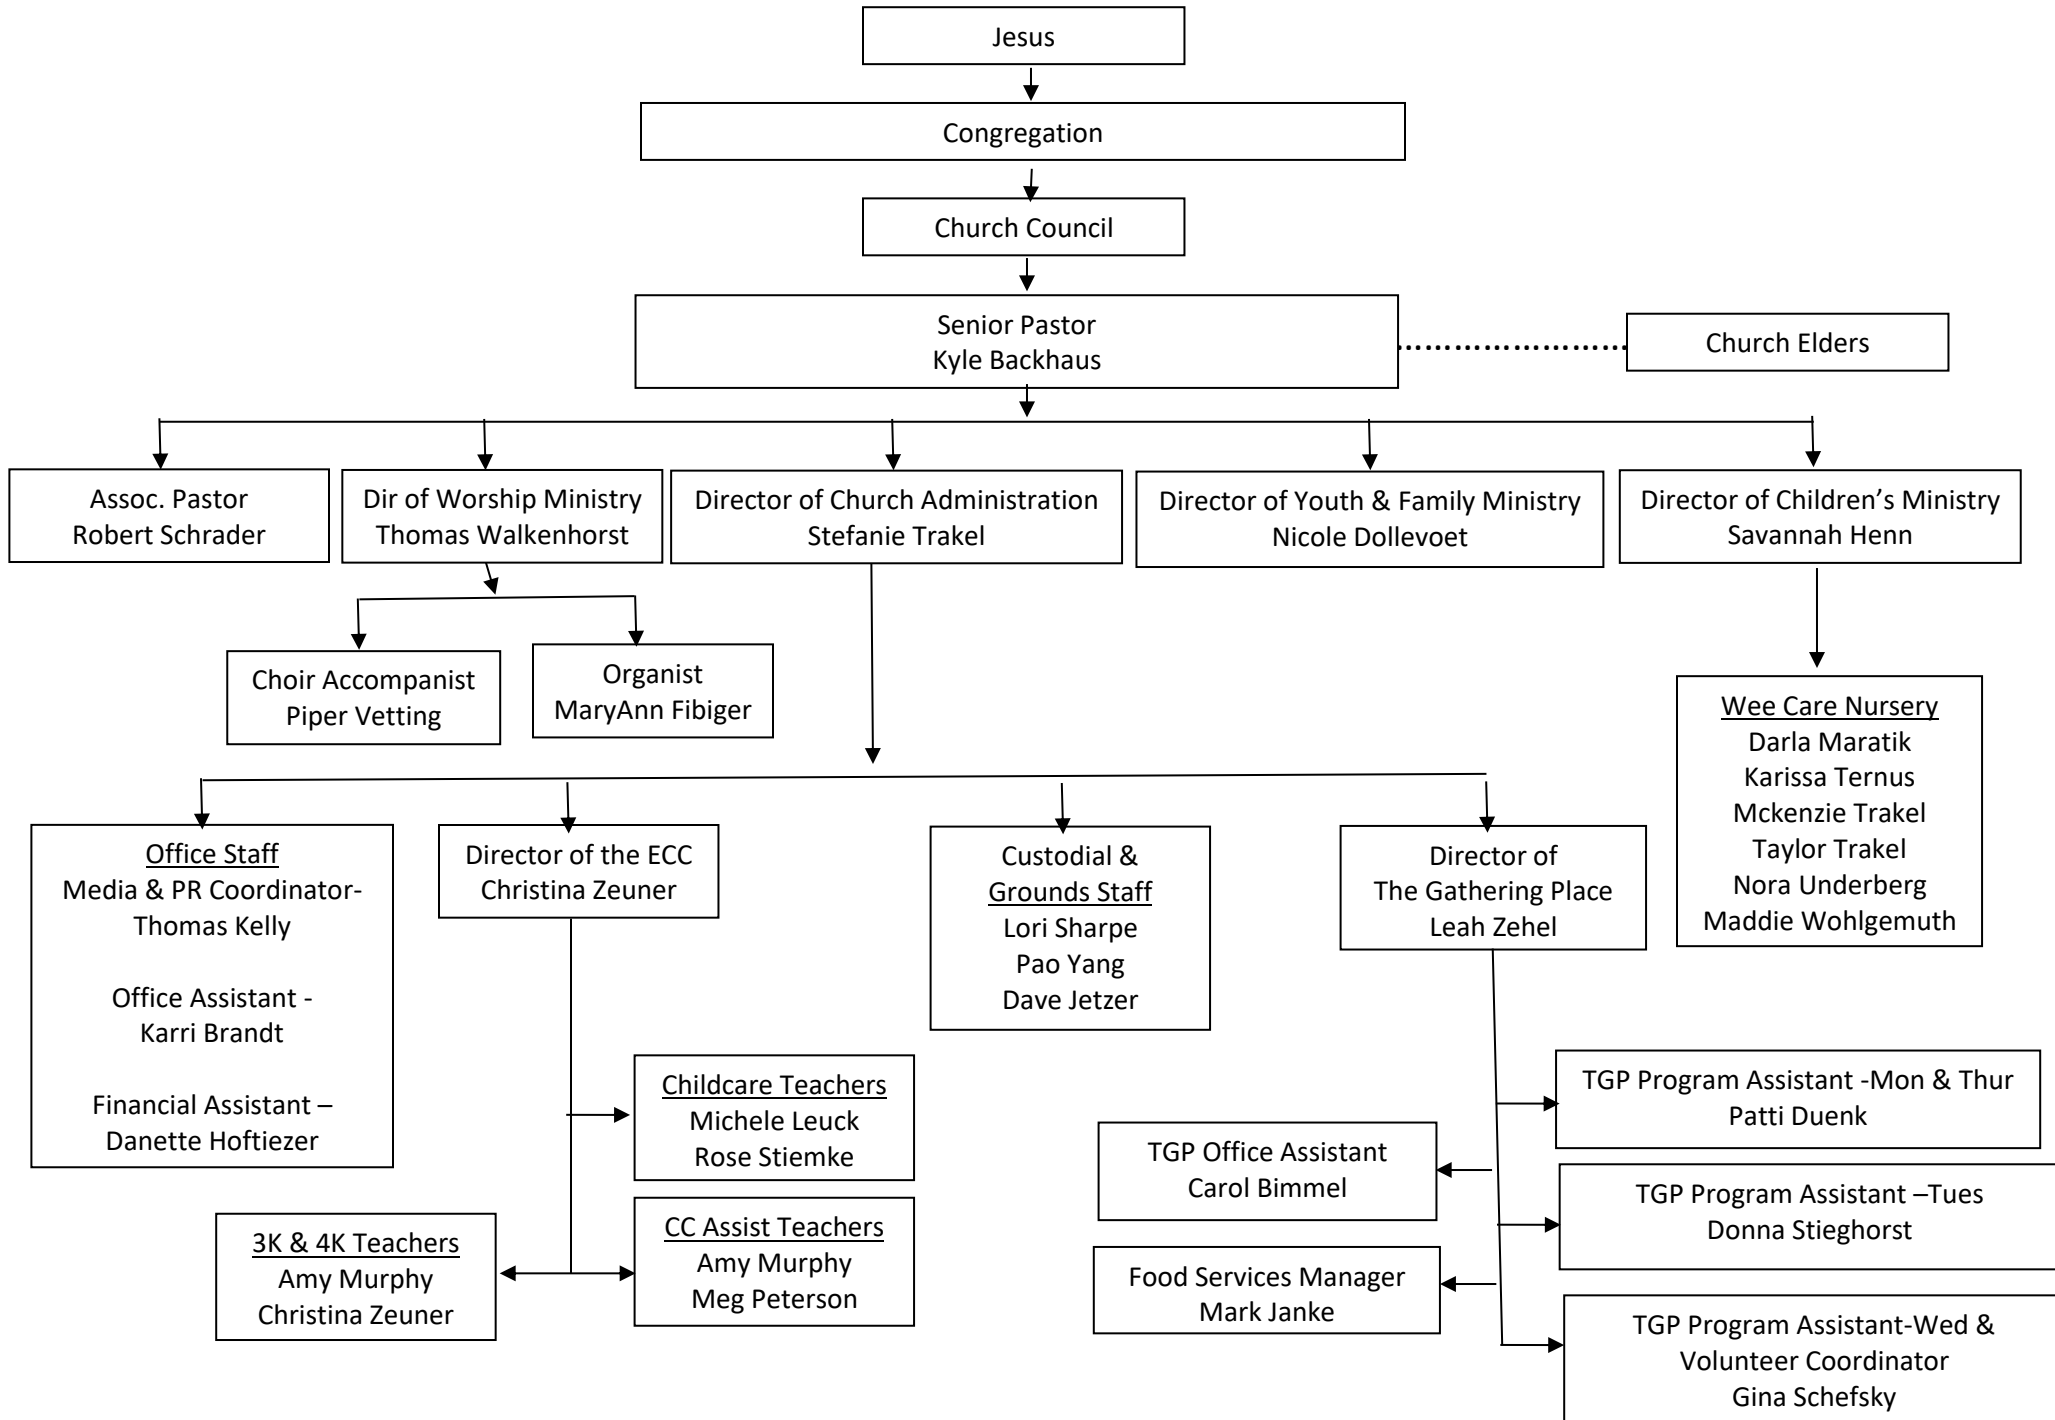 Jesus
Congregation
Church Council
Senior Pastor
Kyle Backhaus
Church Elders
Assoc. Pastor
Robert Schrader
Dir of Worship Ministry
Thomas Walkenhorst
Director of Church Administration
Stefanie Trakel
Director of Youth & Family Ministry
Nicole Dollevoet
Director of Children’s Ministry
Savannah Henn
Choir Accompanist
Piper Vetting
Organist
MaryAnn Fibiger
Wee Care Nursery
Darla Maratik
Karissa Ternus
Mckenzie Trakel
Taylor Trakel
Nora Underberg
Maddie Wohlgemuth
Office Staff
Media & PR Coordinator-
Thomas Kelly
Office Assistant -
Karri Brandt
Financial Assistant –
Danette Hoftiezer
Director of the ECC
Christina Zeuner
Custodial &
Grounds Staff
Lori Sharpe
Pao Yang
Dave Jetzer
Director of
The Gathering Place
Leah Zehel
Childcare Teachers
Michele Leuck
Rose Stiemke
3K & 4K Teachers
Amy Murphy
Christina Zeuner
CC Assist Teachers
Amy Murphy
Meg Peterson
TGP Office Assistant
Carol Bimmel
Food Services Manager
Mark Janke
TGP Program Assistant -Mon & Thur
Patti Duenk
TGP Program Assistant –Tues
Donna Stieghorst
TGP Program Assistant-Wed &
Volunteer Coordinator
Gina Schefsky